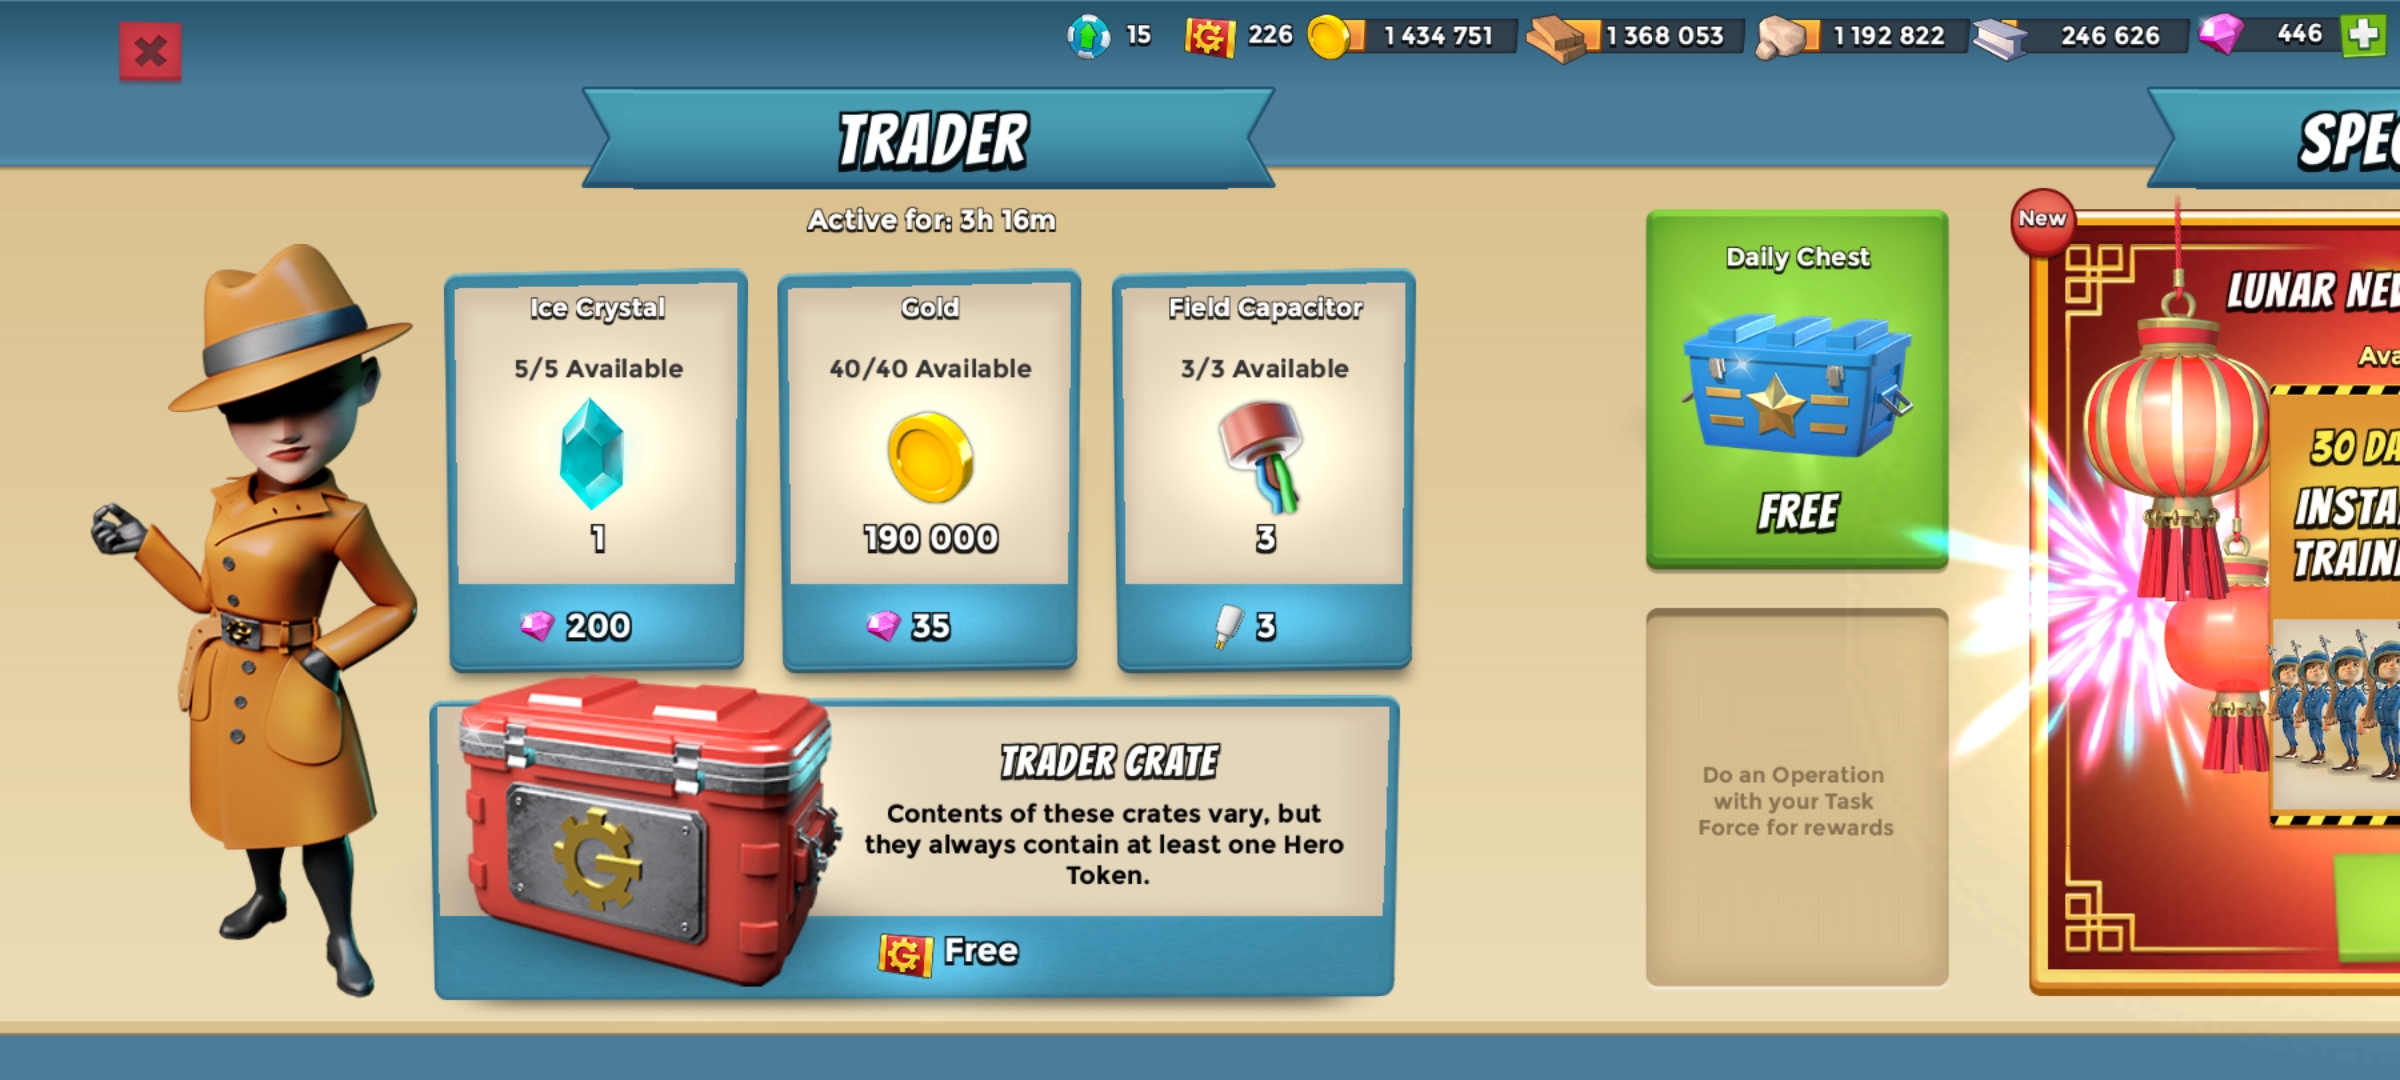 15
226
1 434 751
1 368 053
1 192 822
246 626
446
TRADER
Active for: 3h 16m
Ice Crystal
5/5 Available
1
200
Gold
40/40 Available
190 000
35
Field Capacitor
3/3 Available
3
3
TRADER CRATE
Contents of these crates vary, but
they always contain at least one Hero
Token.
G
G
Free
Daily Chest
FREE
Do an Operation
with your Task
Force for rewards
New
LUNAR
30